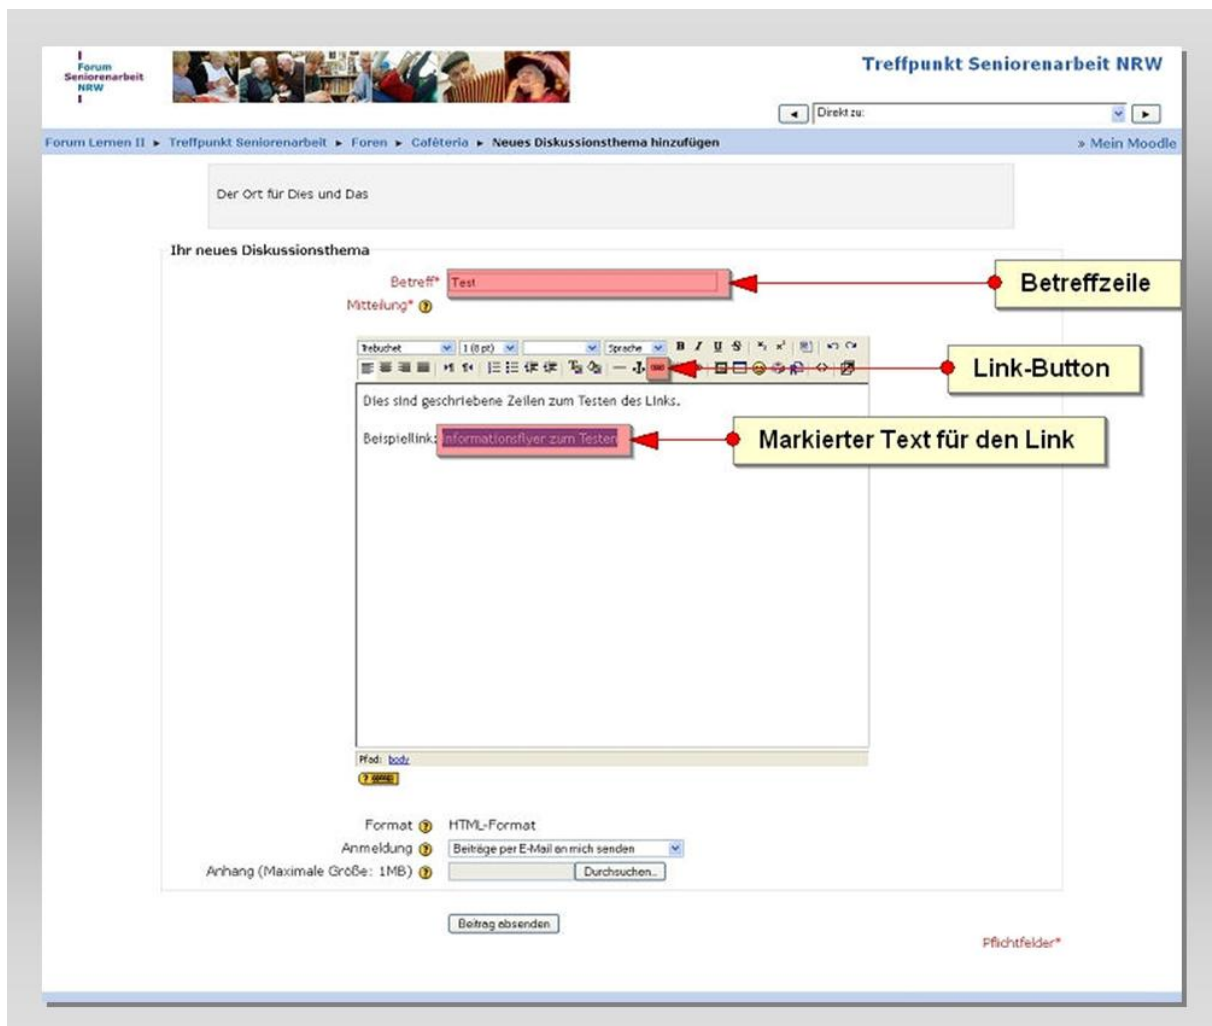 Forum
Seniorenarbeit
NRW
Treffpunkt Seniorenarbeit NRW
Direkt zu:
Forum Lernen II ► Treffpunkt Seniorenarbeit ► Foren ► Cafèteria ► Neues Diskussionsthema hinzufügen
» Mein Moodle
Der Ort für Dies und Das
Ihr neues Diskussionsthema
Betreff* Test
Betreffzeile
Mitteilung*
Trebuchet 1 (8 pt) Sprache B I U S
Link-Button
Dies sind geschriebene Zeilen zum Testen des Links.
Beispiellink: Informationsflyer zum Testen
Markierter Text für den Link
Pfad: body
Format HTML-Format
Anmeldung Beiträge per E-Mail an mich senden
Anhang (Maximale Größe: 1MB) Durchsuchen...
Beitrag absenden
Pflichtfelder*